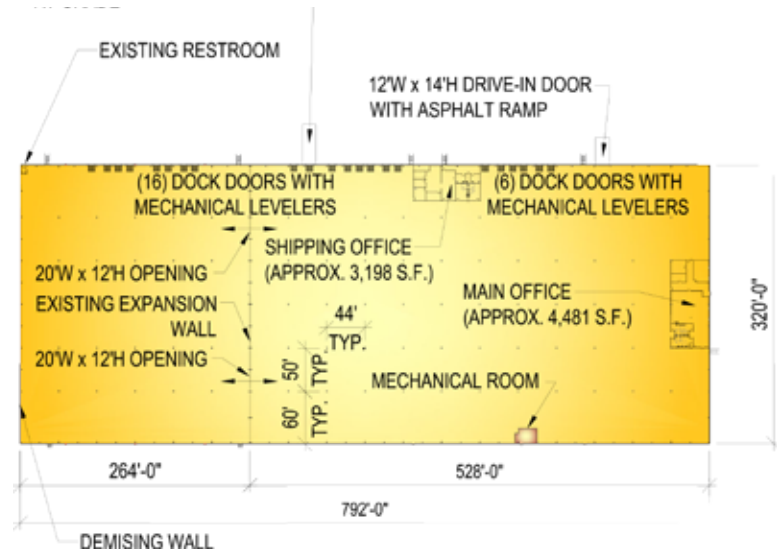 EXISTING RESTROOM
12'W x 14'H DRIVE-IN DOOR
WITH ASPHALT RAMP
(16) DOCK DOORS WITH
MECHANICAL LEVELERS
(6) DOCK DOORS WITH
MECHANICAL LEVELERS
SHIPPING OFFICE
(APPROX. 3,198 S.F.)
20'W x 12'H OPENING
EXISTING EXPANSION
WALL
20'W x 12'H OPENING
44'
TYP.
50'
TYP.
60'
TYP.
MAIN OFFICE
(APPROX. 4,481 S.F.)
MECHANICAL ROOM
320'-0"
264'-0"
528'-0"
792'-0"
DEMISING WALL